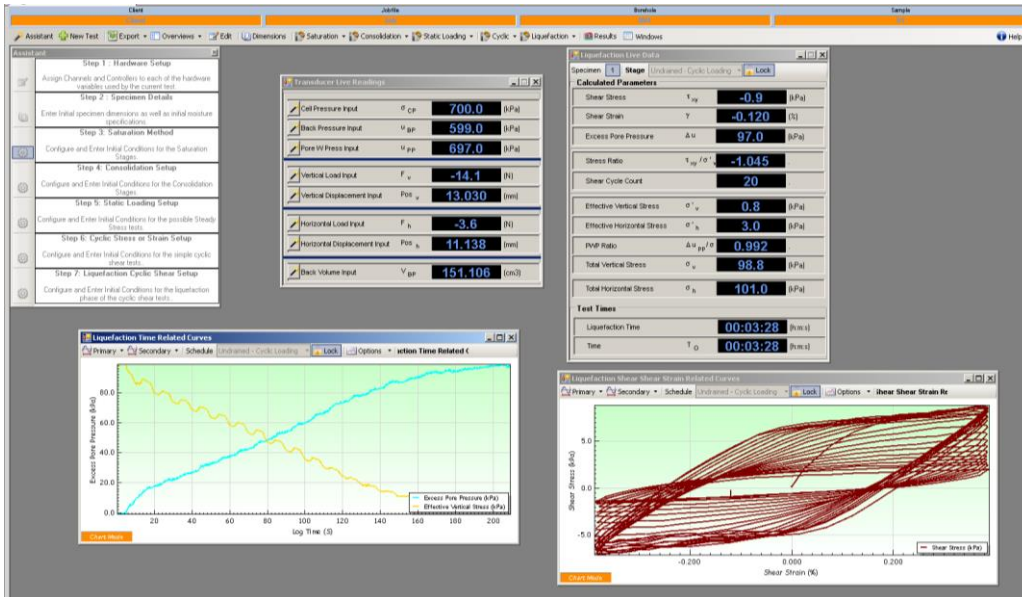 Client Jobfile Borehole Sample
Assistant New Test Export Overviews Edit Dimensions Saturation Consolidation Static Loading Cyclic Liquefaction Results Windows Help
Assistant
Step 1 : Hardware Setup
Assign Channels and Controllers to each of the hardware
variables used by the current test
Step 2 : Specimen Details
Enter Initial specimen dimensions as well as initial moisture
specifications.
Step 3: Saturation Method
Configure and Enter Initial Conditions for the Saturation
Stages.
Step 4: Consolidation Setup
Configure and Enter Initial Conditions for the Consolidation
Stages.
Step 5: Static Loading Setup
Configure and Enter Initial Conditions for the possible Steady
Stress tests.
Step 6: Cyclic Stress or Strain Setup
Configure and Enter Initial Conditions for the simple cyclic
shear tests.
Step 7: Liquefaction Cyclic Shear Setup
Configure and Enter Initial Conditions for the liquefaction
phase of the cyclic shear tests.
Transducer Live Readings
Cell Pressure Input σ CP 700.0 (kPa)
Back Pressure Input u BP 599.0 (kPa)
Pore W Press Input u PP 697.0 (kPa)
Vertical Load Input F v -14.1 (N)
Vertical Displacement Input Pos v 13.030 (mm)
Horizontal Load Input F h -3.6 (N)
Horizontal Displacement Input Pos h 11.138 (mm)
Back Volume Input V BP 151.106 (cm3)
Liquefaction Live Data
Specimen 1 Stage Undrained - Cyclic Loading Lock
Calculated Parameters
Shear Stress τ xy -0.9 (kPa)
Shear Strain γ -0.120 (%)
Excess Pore Pressure Δ u 97.0 (kPa)
Stress Ratio τ xy /σ' v -1.045
Shear Cycle Count 20
Effective Vertical Stress σ' v 0.8 (kPa)
Effective Horizontal Stress σ' h 3.0 (kPa)
PWP Ratio Δu pp /σ 0.992
Total Vertical Stress σ v 98.8 (kPa)
Total Horizontal Stress σ h 101.0 (kPa)
Test Times
Liquefaction Time 00:03:28 (h:m:s)
Time T O 00:03:28 (h:m:s)
Liquefaction Time Related Curves
Primary Secondary Schedule Undrained - Cyclic Loading Lock Options action Time Related C
Excess Pore Pressure (kPa)
80.0
60.0
40.0
20.0
0.0
20 40 60 80 100 120 140 160 180 200
Log Time (S)
Excess Pore Pressure (kPa)
Effective Vertical Stress (kPa)
Chart Mode
Liquefaction Shear Shear Strain Related Curves
Primary Secondary Schedule Undrained - Cyclic Loading Lock Options Shear Shear Strain Re
Shear Stress (kPa)
5.0
0.0
-5.0
-0.200 0.000 0.200
Shear Strain (%)
Shear Stress (kPa)
Chart Mode